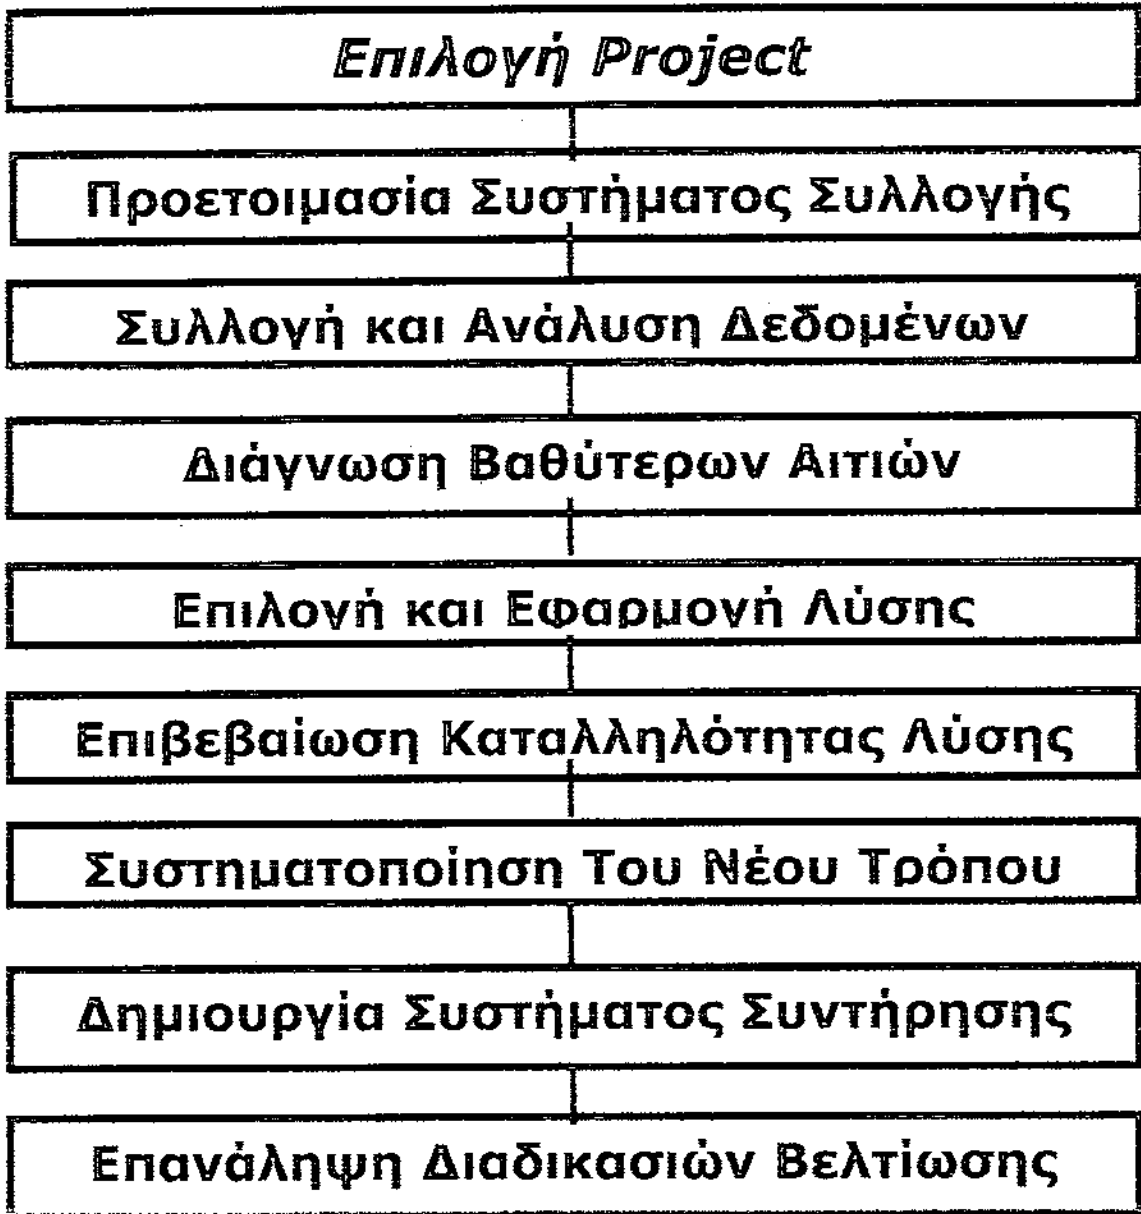 Επιλογή Project
Προετοιμασία Συστήματος Συλλογής
Συλλογή και Ανάλυση Δεδομένων
Διάγνωση Βαθύτερων Αιτιών
Επιλογή και Εφαρμογή Λύσης
Επιβεβαίωση Καταλληλότητας Λύσης
Συστηματοποίηση Του Νέου Τρόπου
Δημιουργία Συστήματος Συντήρησης
Επανάληψη Διαδικασιών Βελτίωσης